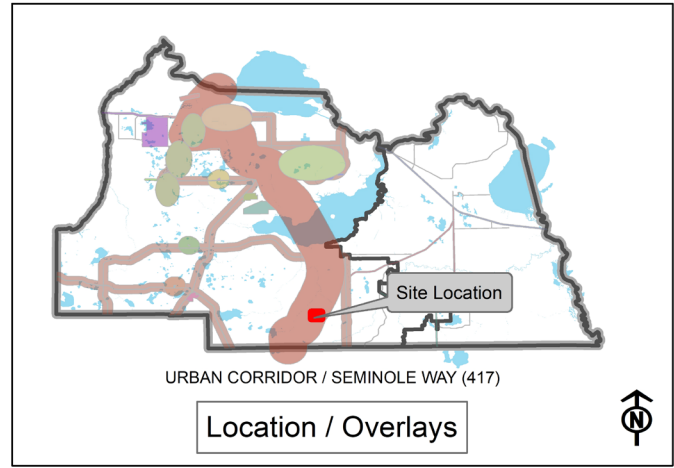 Site Location
URBAN CORRIDOR / SEMINOLE WAY (417)
Location / Overlays
N